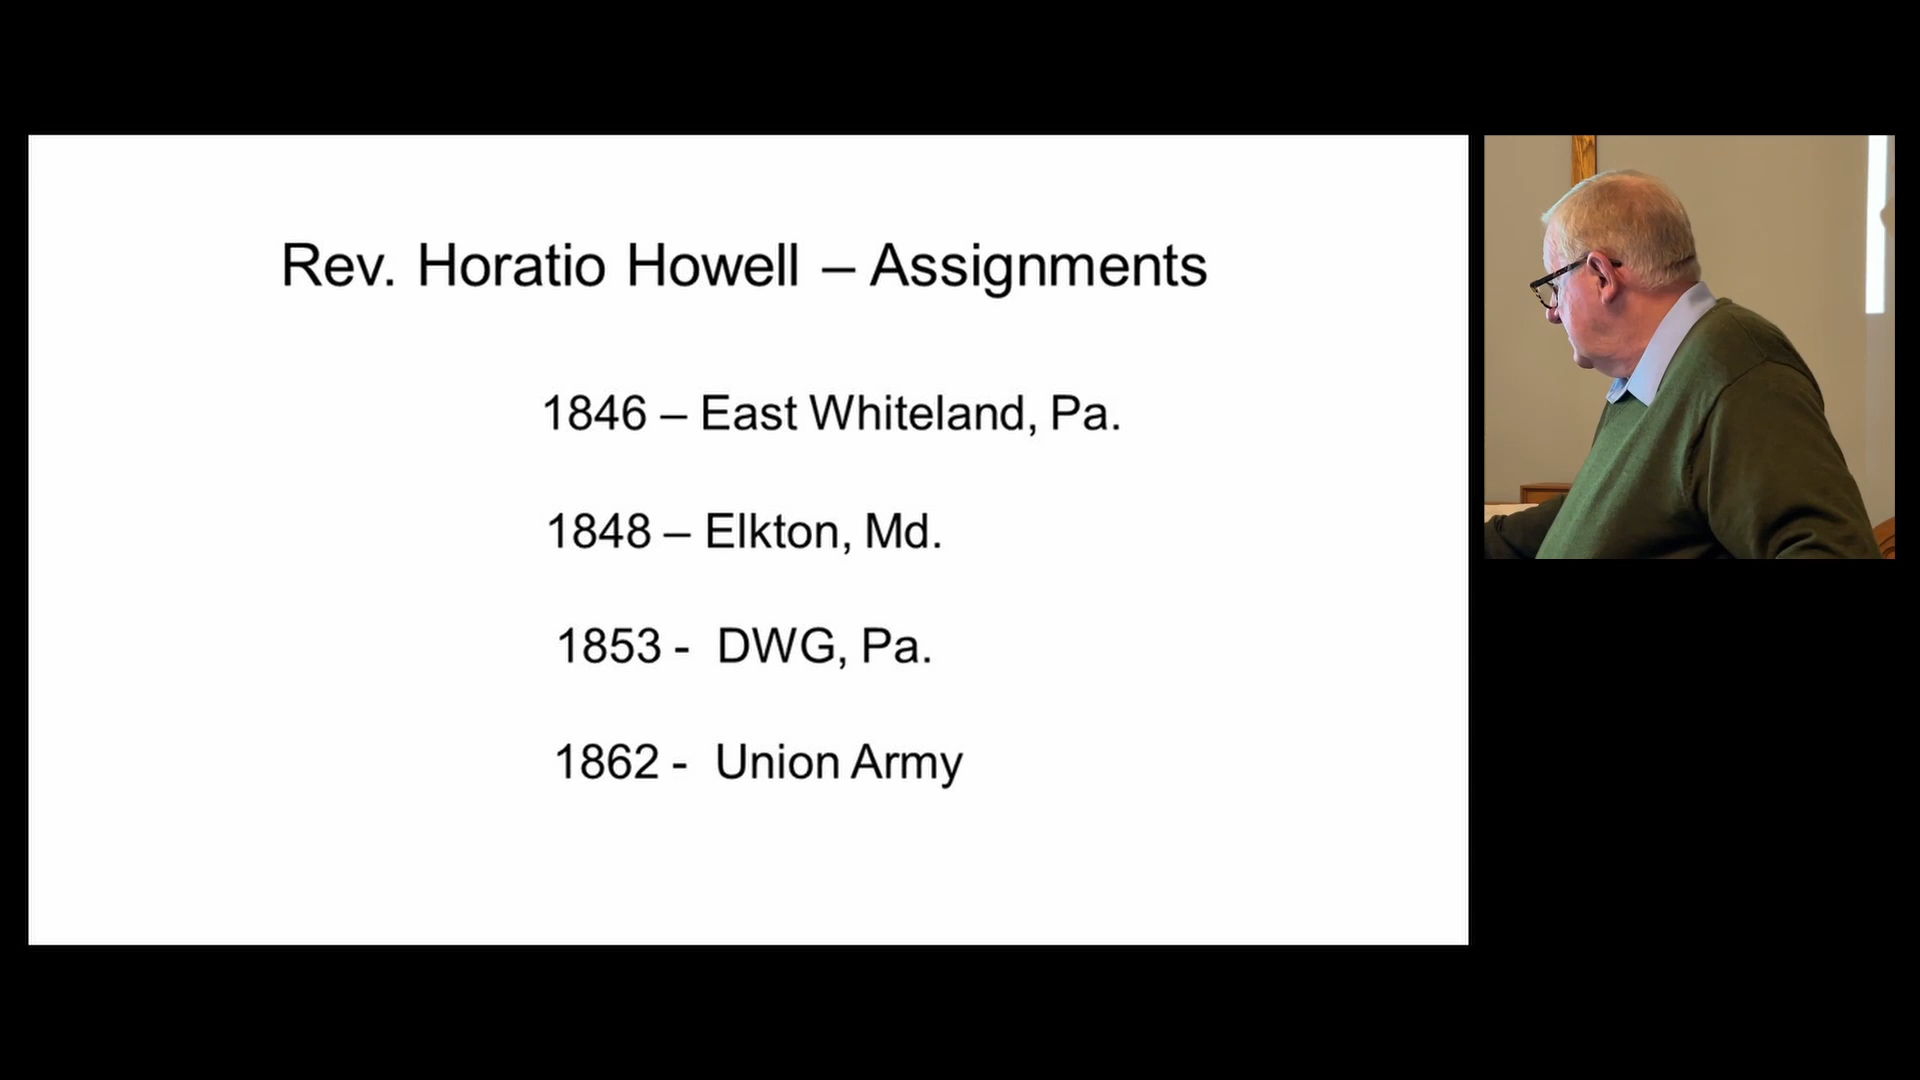 Rev. Horatio Howell – Assignments
1846 – East Whiteland, Pa.
1848 – Elkton, Md.
1853 - DWG, Pa.
1862 - Union Army